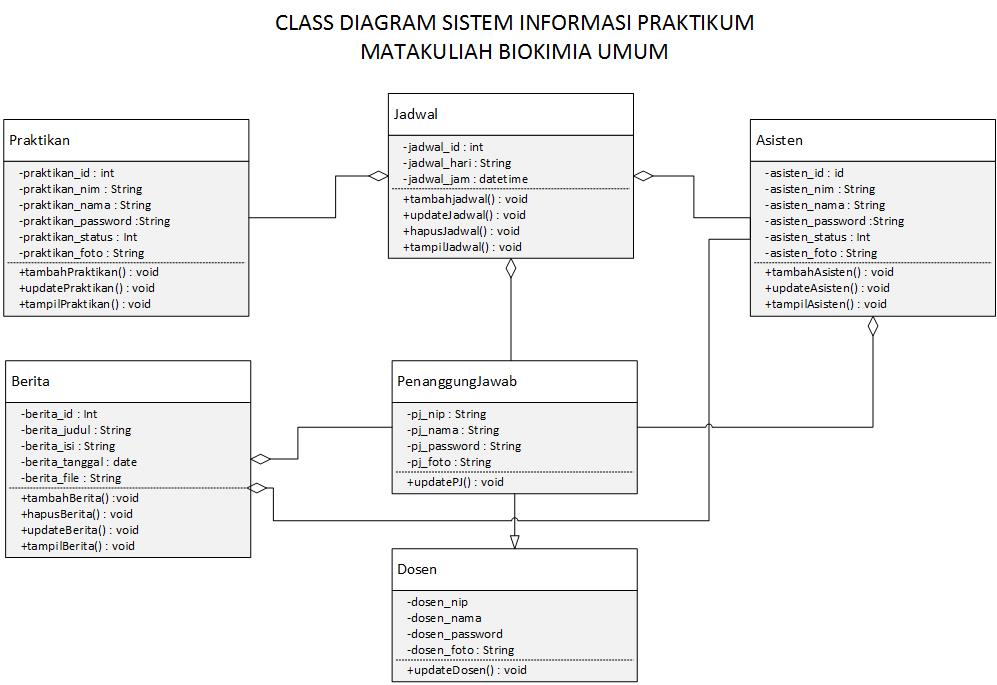 CLASS DIAGRAM SISTEM INFORMASI PRAKTIKUM
MATAKULIAH BIOKIMIA UMUM
Praktikan
-praktikan_id : int
-praktikan_nim : String
-praktikan_nama : String
-praktikan_password :String
-praktikan_status : Int
-praktikan_foto : String
+tambahPraktikan() : void
+updatePraktikan() : void
+tampilPraktikan() : void
Jadwal
-jadwal_id : int
-jadwal_hari : String
-jadwal_jam : datetime
+tambahjadwal() : void
+updateJadwal() : void
+hapusJadwal() : void
+tampilJadwal() : void
Asisten
-asisten_id : id
-asisten_nim : String
-asisten_nama : String
-asisten_password :String
-asisten_status : Int
-asisten_foto : String
+tambahAsisten() : void
+updateAsisten() : void
+tampilAsisten() : void
Berita
-berita_id : Int
-berita_judul : String
-berita_isi : String
-berita_tanggal : date
-berita_file : String
+tambahBerita() :void
+hapusBerita() : void
+updateBerita() : void
+tampilBerita() : void
PenanggungJawab
-pj_nip : String
-pj_nama : String
-pj_password : String
-pj_foto : String
+updatePJ() : void
Dosen
-dosen_nip
-dosen_nama
-dosen_password
-dosen_foto : String
+updateDosen() : void